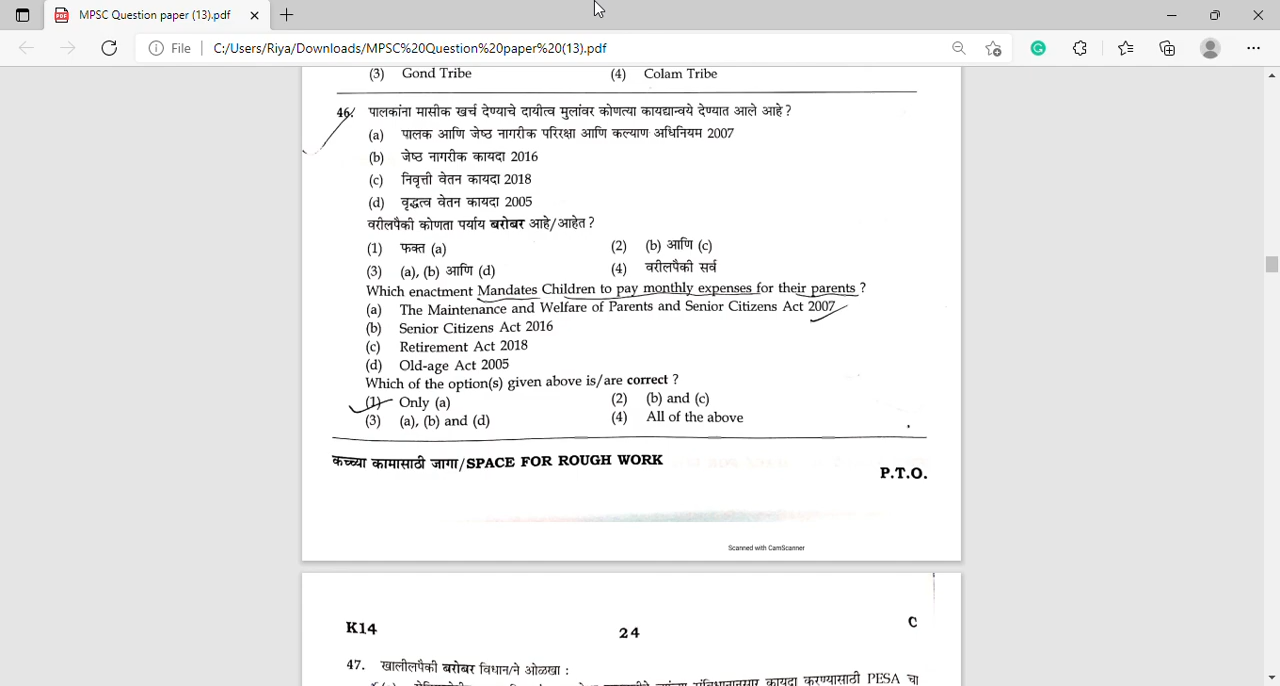 MPSC Question paper (13).pdf
File
C:/Users/Riya/Downloads/MPSC%20Question%20paper%20(13).pdf
(3) Gond Tribe (4) Colam Tribe
46. पालकांना मासीक खर्च देण्याचे दायीत्व मुलांवर कोणत्या कायद्यान्वये देण्यात आले आहे ?
(a) पालक आणि जेष्ठ नागरीक परिरक्षा आणि कल्याण अधिनियम 2007
(b) जेष्ठ नागरीक कायदा 2016
(c) निवृत्ती वेतन कायदा 2018
(d) वृद्धत्व वेतन कायदा 2005
वरीलपैकी कोणता पर्याय बरोबर आहे/आहेत ?
(1) फक्त (a) (2) (b) आणि (c)
(3) (a), (b) आणि (d) (4) वरीलपैकी सर्व
Which enactment Mandates Children to pay monthly expenses for their parents ?
(a) The Maintenance and Welfare of Parents and Senior Citizens Act 2007
(b) Senior Citizens Act 2016
(c) Retirement Act 2018
(d) Old-age Act 2005
Which of the option(s) given above is/are correct ?
(1) Only (a) (2) (b) and (c)
(3) (a), (b) and (d) (4) All of the above
कच्च्या कामासाठी जागा/SPACE FOR ROUGH WORK
P.T.O.
Scanned with CamScanner
K14 24 C
47. खालीलपैकी बरोबर विधान/ने ओळखा :
कायदा करण्यासाठी PESA चा